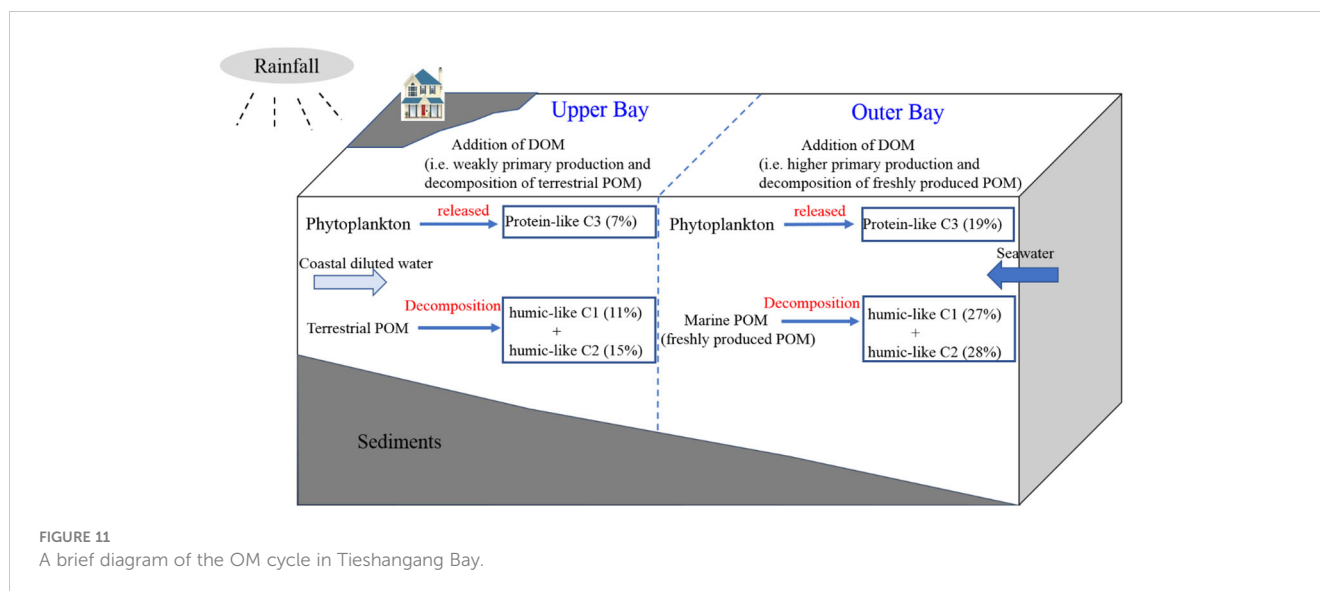 Rainfall
Upper Bay
Addition of DOM
(i.e. weakly primary production and
decomposition of terrestrial POM)
Outer Bay
Addition of DOM
(i.e. higher primary production and
decomposition of freshly produced POM)
Phytoplankton
released
Protein-like C3 (7%)
Coastal diluted water
Terrestrial POM
Decomposition
humic-like C1 (11%)
+
humic-like C2 (15%)
Phytoplankton
released
Protein-like C3 (19%)
Seawater
Marine POM
(freshly produced POM)
Decomposition
humic-like C1 (27%)
+
humic-like C2 (28%)
Sediments
FIGURE 11
A brief diagram of the OM cycle in Tieshangang Bay.